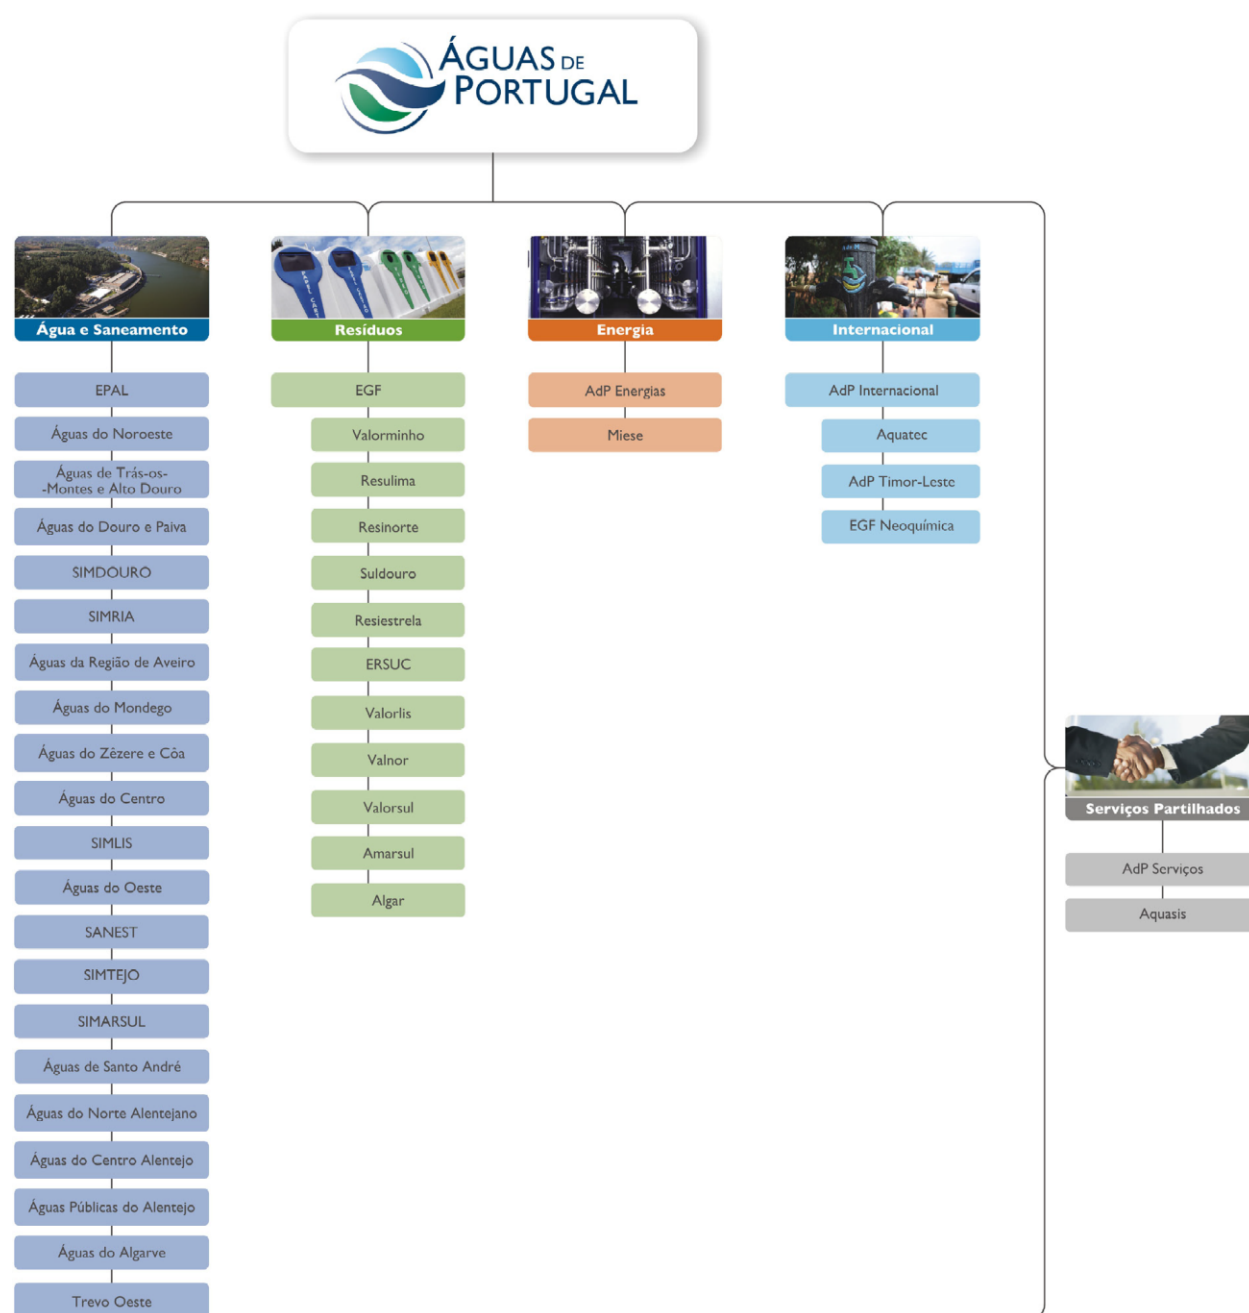 ÁGUAS DE
PORTUGAL
Água e Saneamento
EPAL
Águas do Noroeste
Águas de Trás-os-
-Montes e Alto Douro
Águas do Douro e Paiva
SIMDOURO
SIMRIA
Águas da Região de Aveiro
Águas do Mondego
Águas do Zêzere e Côa
Águas do Centro
SIMLIS
Águas do Oeste
SANEST
SIMTEJO
SIMARSUL
Águas de Santo André
Águas do Norte Alentejano
Águas do Centro Alentejo
Águas Públicas do Alentejo
Águas do Algarve
Trevo Oeste
Resíduos
EGF
Valorminho
Resulima
Resinorte
Suldouro
Resiestrela
ERSUC
Valorlis
Valnor
Valorsul
Amarsul
Algar
Energia
AdP Energias
Miese
Internacional
AdP Internacional
Aquatec
AdP Timor-Leste
EGF Neoquímica
Serviços Partilhados
AdP Serviços
Aquasis